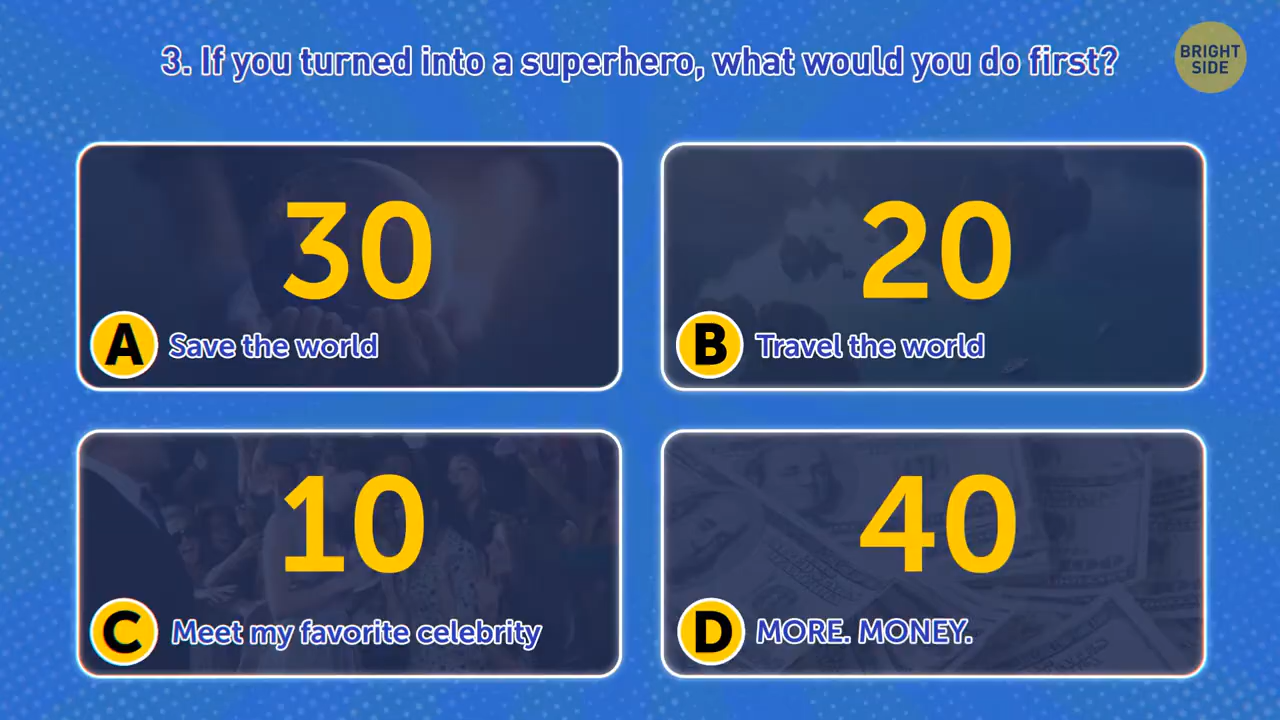 3. If you turned into a superhero, what would you do first?
BRIGHT
SIDE
30
A Save the world
20
B Travel the world
10
C Meet my favorite celebrity
40
D MORE. MONEY.